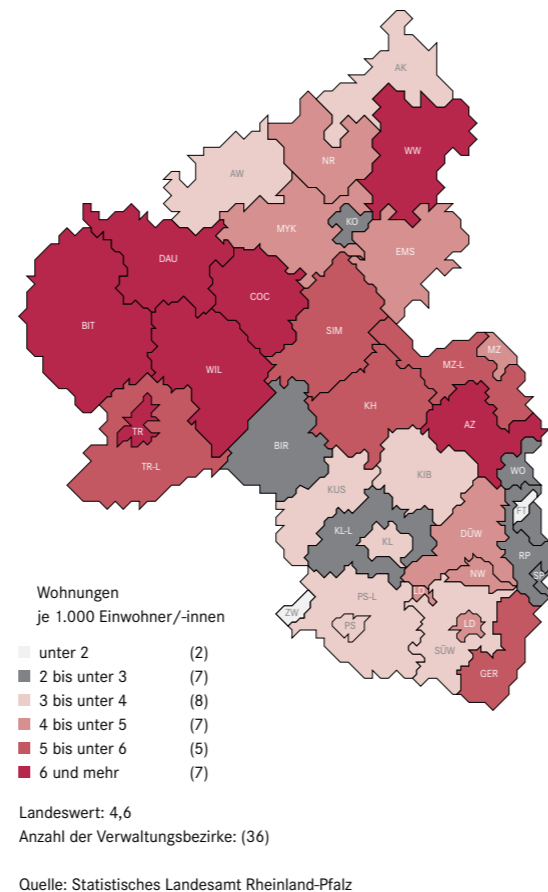 AK
WW
NR
AW
KO
MYK
EMS
DAU
COC
BIT
SIM
WIL
MZ
MZ-L
KH
AZ
TR
BIR
TR-L
WO
KUS
KIB
FT
KL-L
KL
DÜW
RP
NW
SP
LD
PS-L
ZW
PS
LD
SÜW
GER
Wohnungen
je 1.000 Einwohner/-innen
unter 2 (2)
2 bis unter 3 (7)
3 bis unter 4 (8)
4 bis unter 5 (7)
5 bis unter 6 (5)
6 und mehr (7)
Landeswert: 4,6
Anzahl der Verwaltungsbezirke: (36)
Quelle: Statistisches Landesamt Rheinland-Pfalz